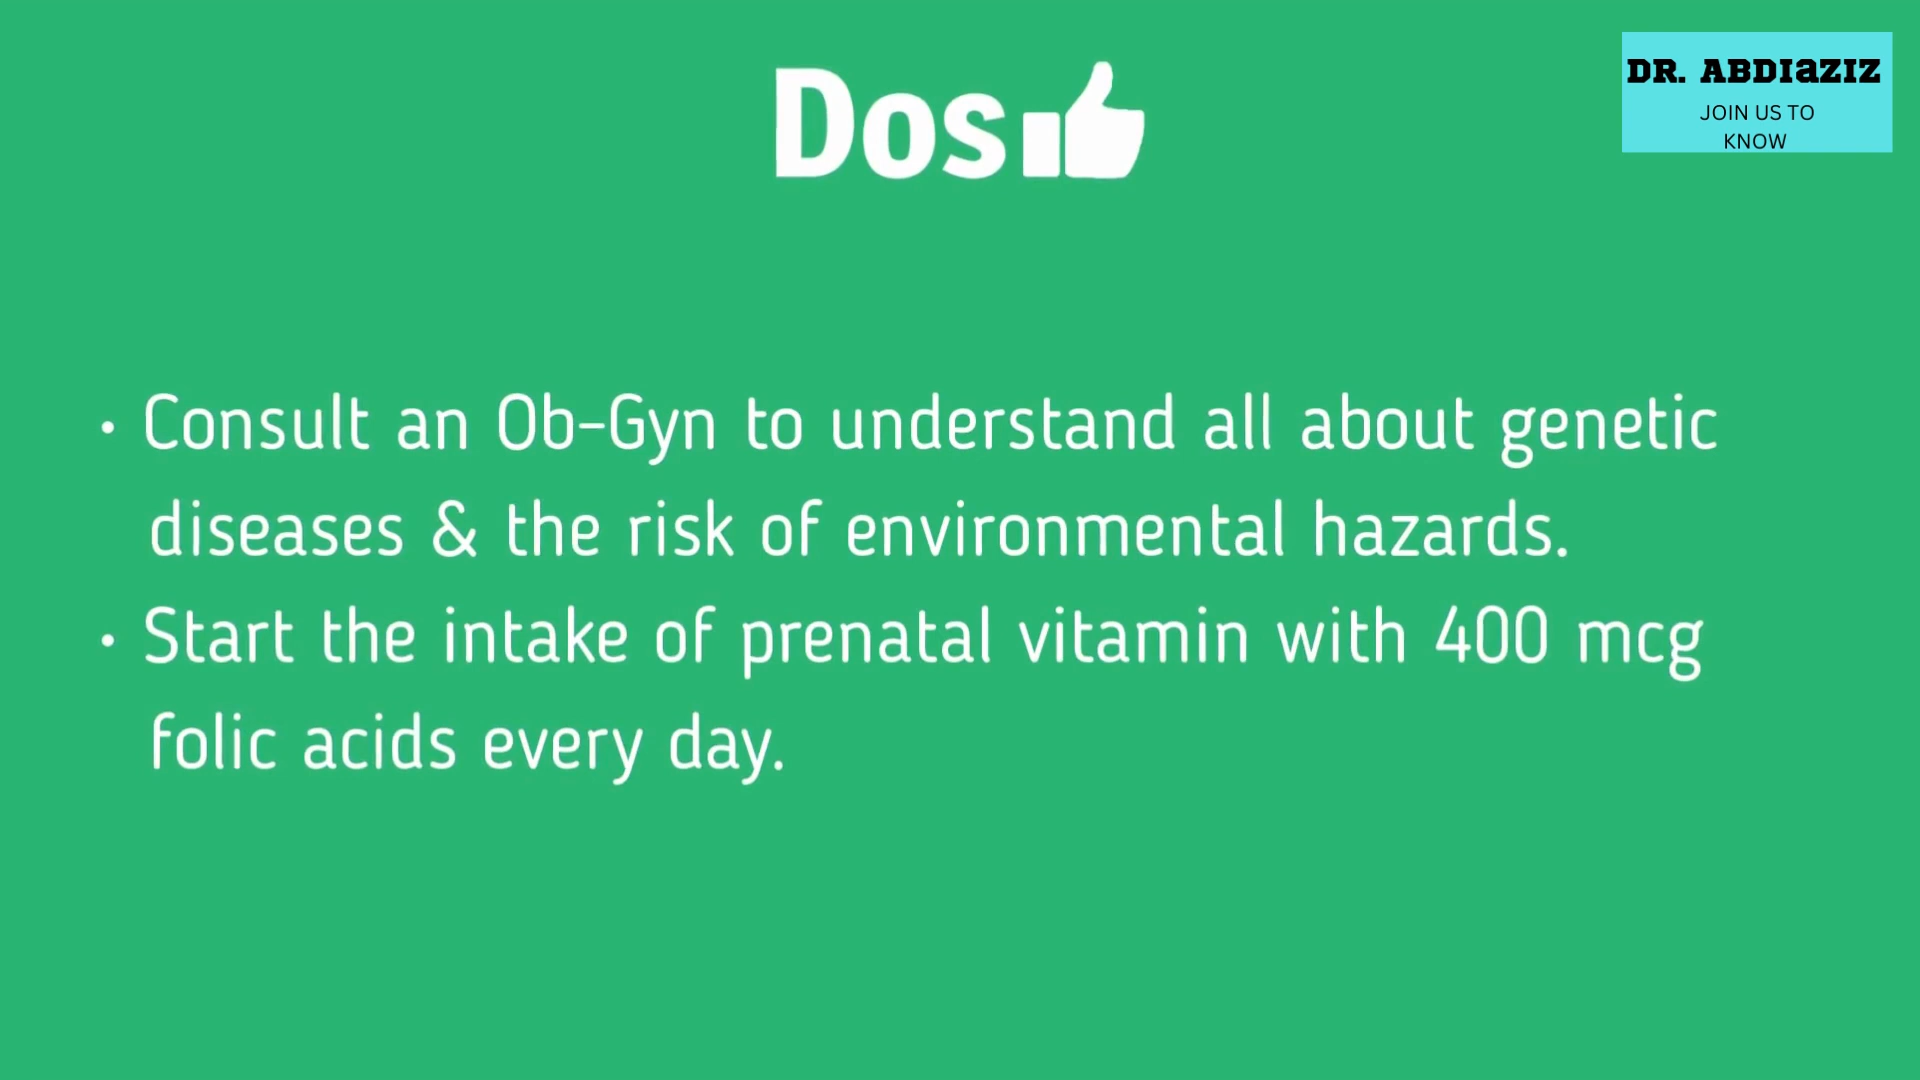 Dos
DR. ABDIaZIZ
JOIN US TO
KNOW
• Consult an Ob-Gyn to understand all about genetic
diseases & the risk of environmental hazards.
• Start the intake of prenatal vitamin with 400 mcg
folic acids every day.